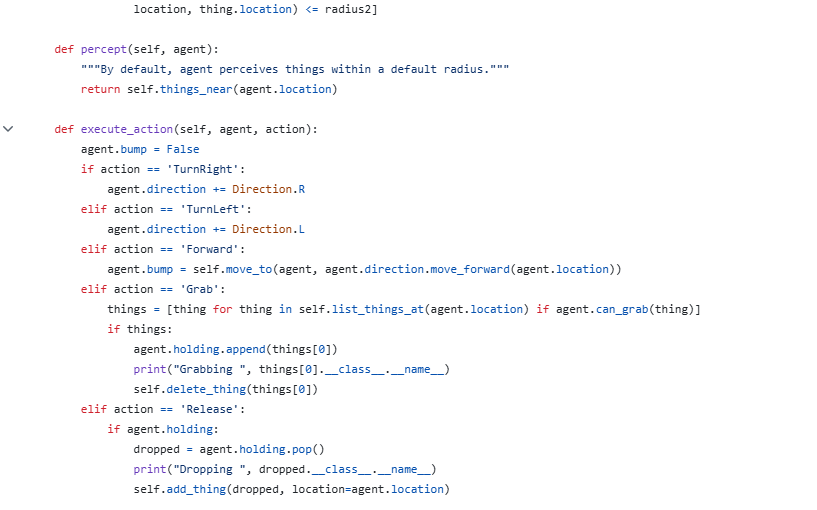 location, thing.location) <= radius2]
def percept(self, agent):
"""By default, agent perceives things within a default radius."""
return self.things_near(agent.location)
def execute_action(self, agent, action):
agent.bump = False
if action == 'TurnRight':
agent.direction += Direction.R
elif action == 'TurnLeft':
agent.direction += Direction.L
elif action == 'Forward':
agent.bump = self.move_to(agent, agent.direction.move_forward(agent.location))
elif action == 'Grab':
things = [thing for thing in self.list_things_at(agent.location) if agent.can_grab(thing)]
if things:
agent.holding.append(things[0])
print("Grabbing ", things[0].__class__.__name__)
self.delete_thing(things[0])
elif action == 'Release':
if agent.holding:
dropped = agent.holding.pop()
print("Dropping ", dropped.__class__.__name__)
self.add_thing(dropped, location=agent.location)